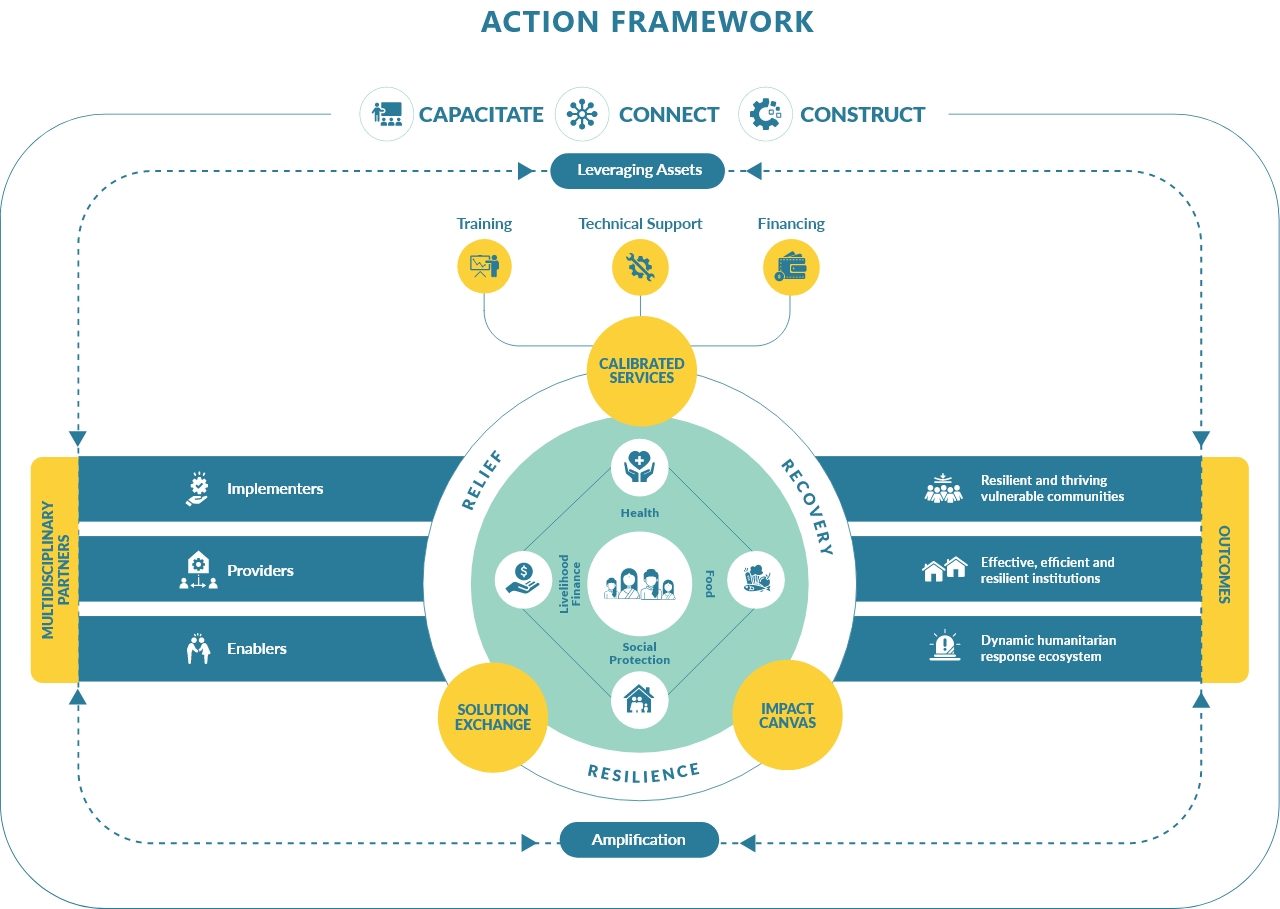 ACTION FRAMEWORK
CAPACITATE
CONNECT
CONSTRUCT
Leveraging Assets
Training
Technical Support
Financing
CALIBRATED
SERVICES
RELIEF
RECOVERY
MULTIDISCIPLINARY
PARTNERS
Implementers
Providers
Enablers
Health
Livelihood
Finance
Food
Social
Protection
Resilient and thriving
vulnerable communities
Effective, efficient and
resilient institutions
Dynamic humanitarian
response ecosystem
OUTCOMES
SOLUTION
EXCHANGE
IMPACT
CANVAS
RESILIENCE
Amplification